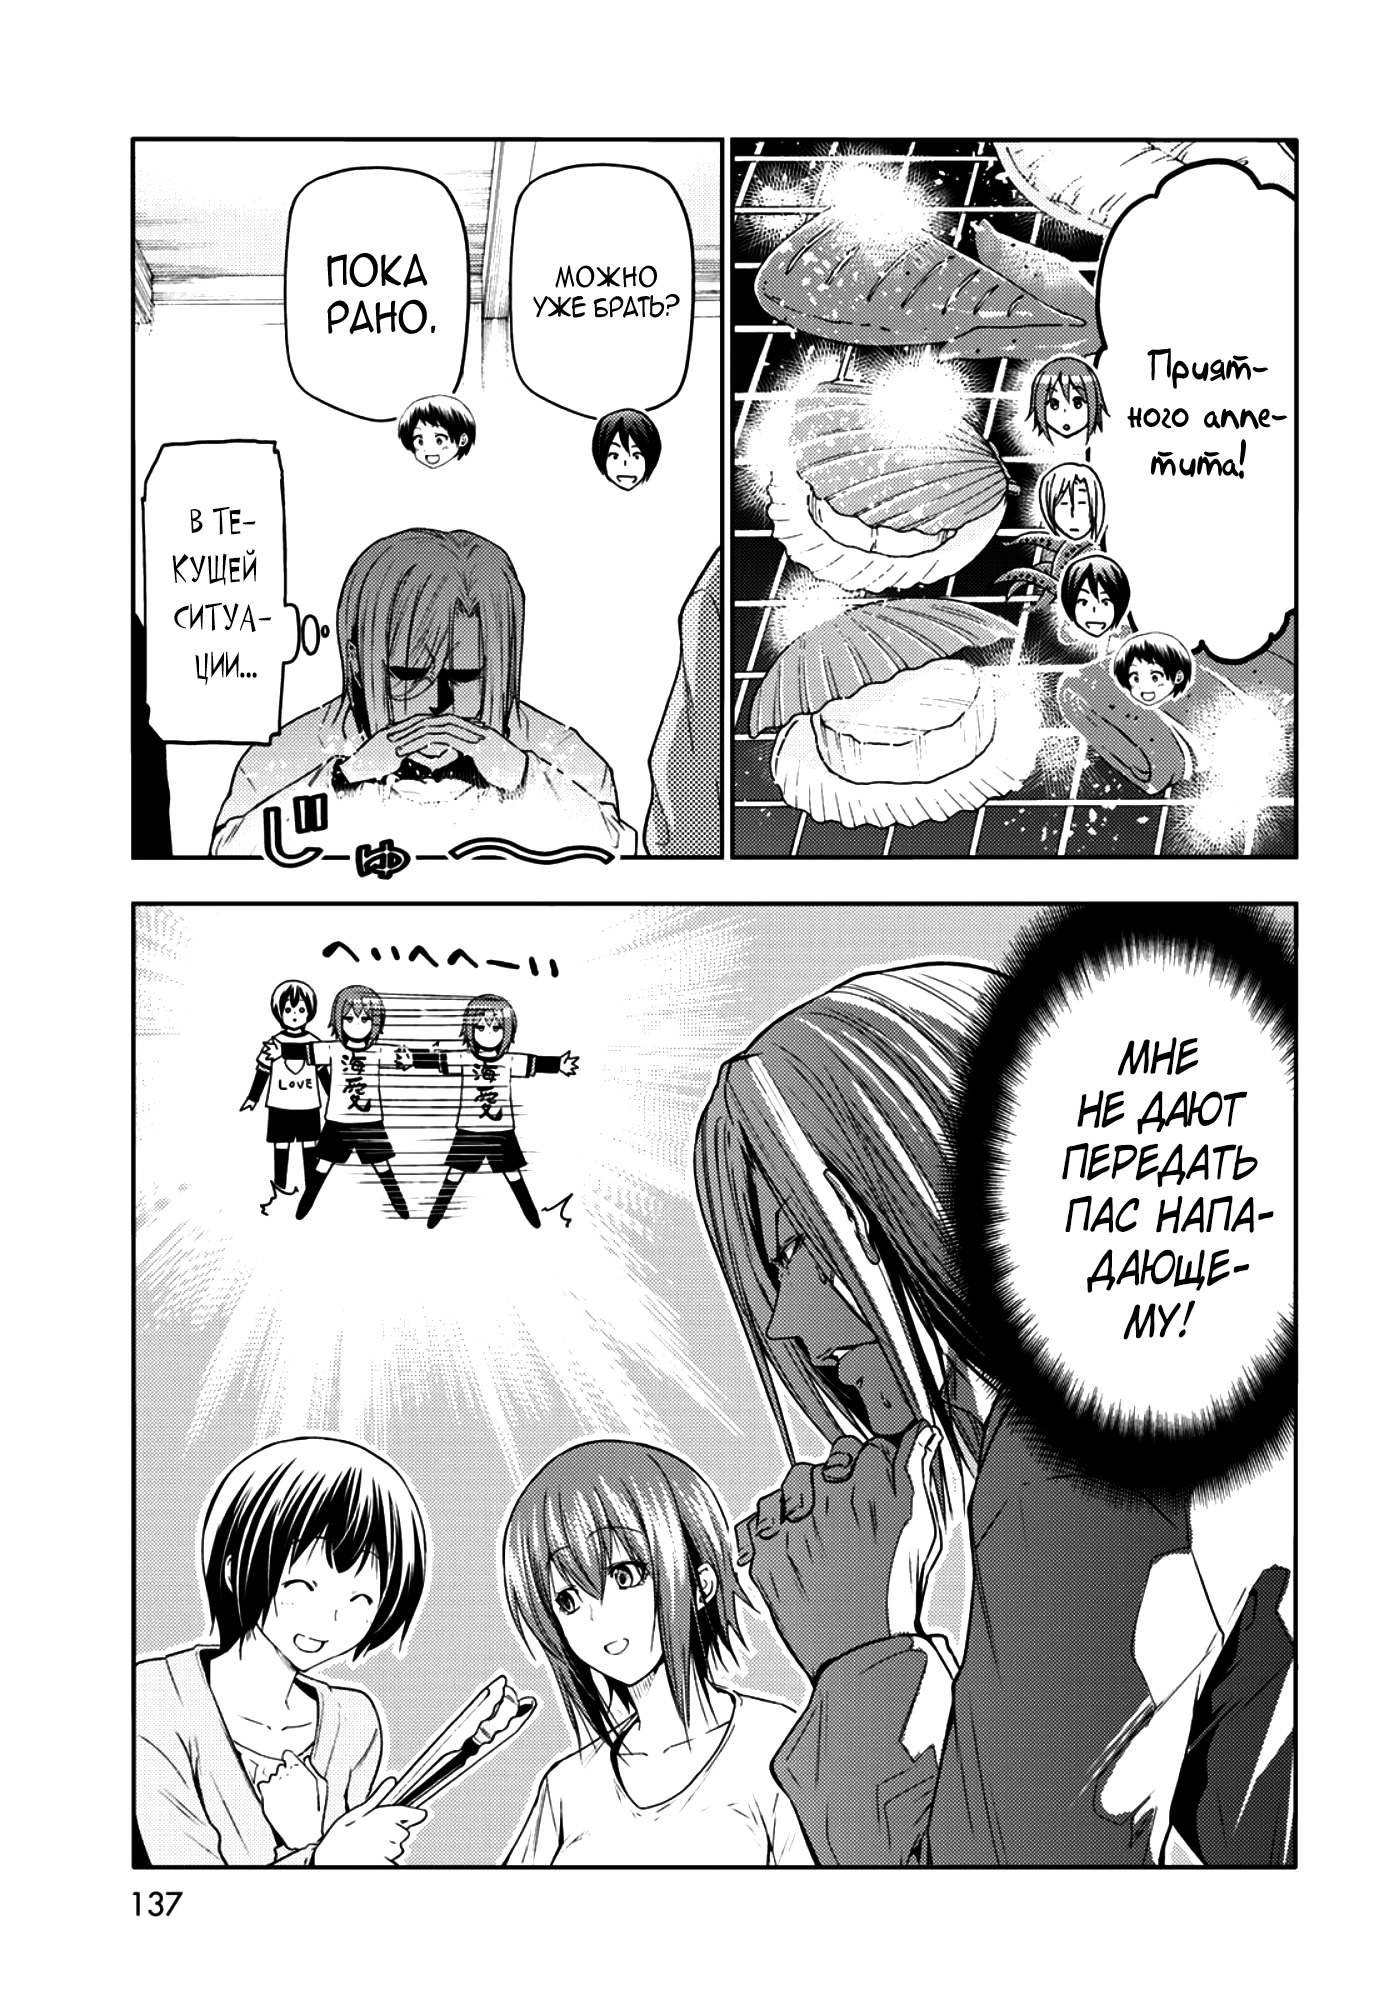 Прият-
ного аппе-
тита!
МОЖНО
УЖЕ БРАТЬ?
ПОКА
РАНО.
В ТЕ-
КУЩЕЙ
СИТУА-
ЦИИ...
じゅ〜
МНЕ
НЕ ДАЮТ
ПЕРЕДАТЬ
ПАС НАПА-
ДАЮЩЕ-
МУ!
へいへへーい
LOVE
海愛
海愛
137